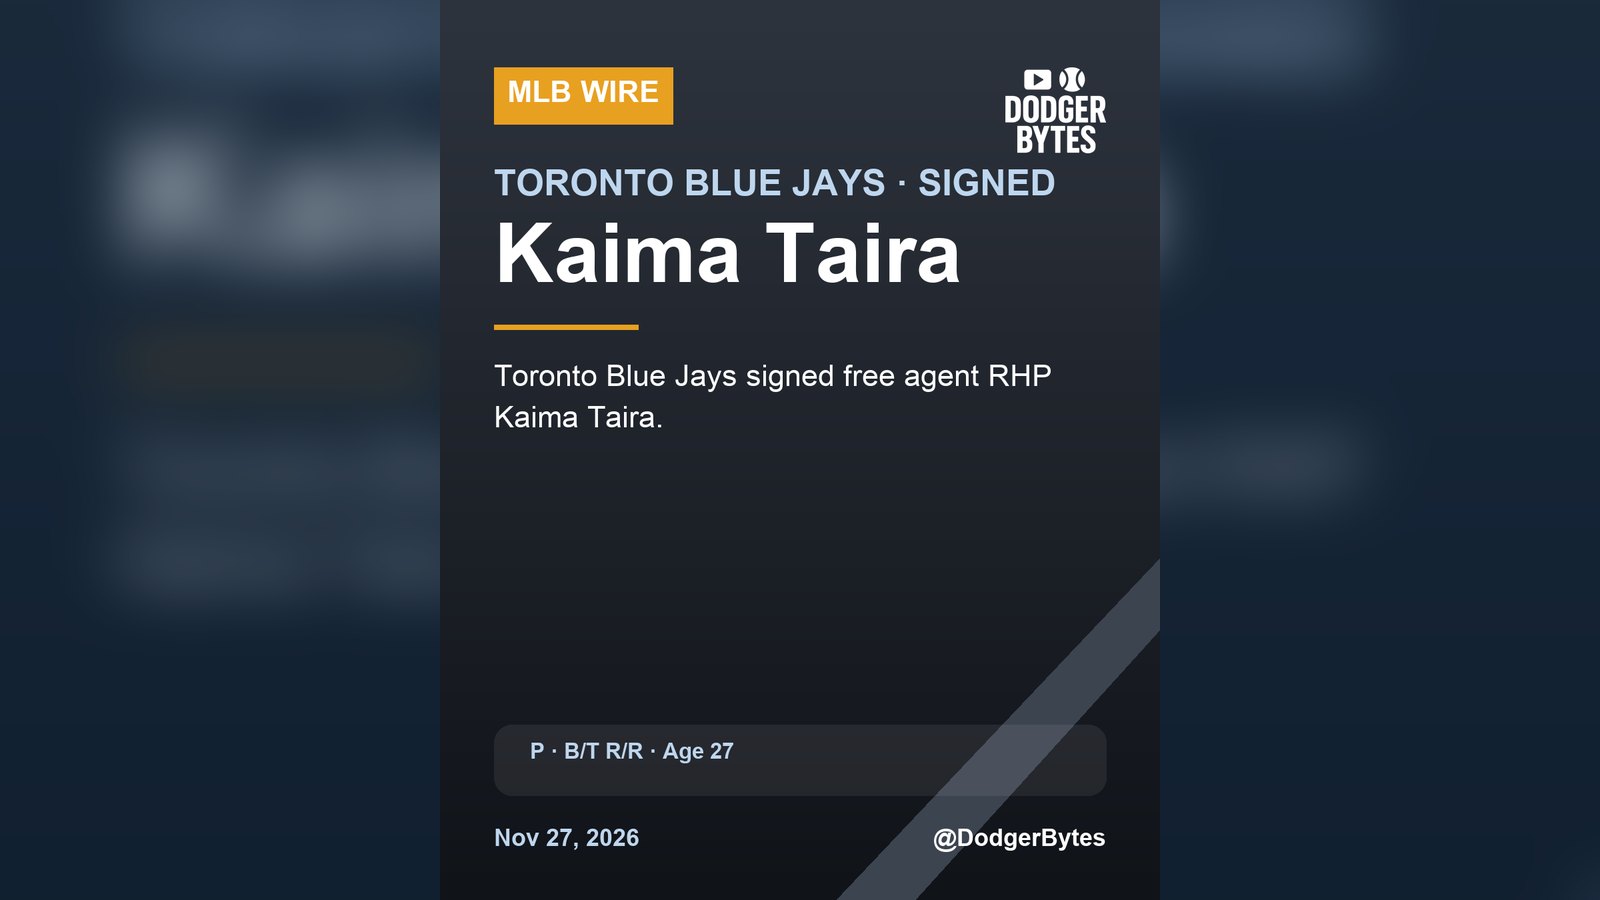 MLB WIRE
DODGER
BYTES
TORONTO BLUE JAYS · SIGNED
Kaima Taira
Toronto Blue Jays signed free agent RHP
Kaima Taira.
P · B/T R/R · Age 27
Nov 27, 2026
@DodgerBytes